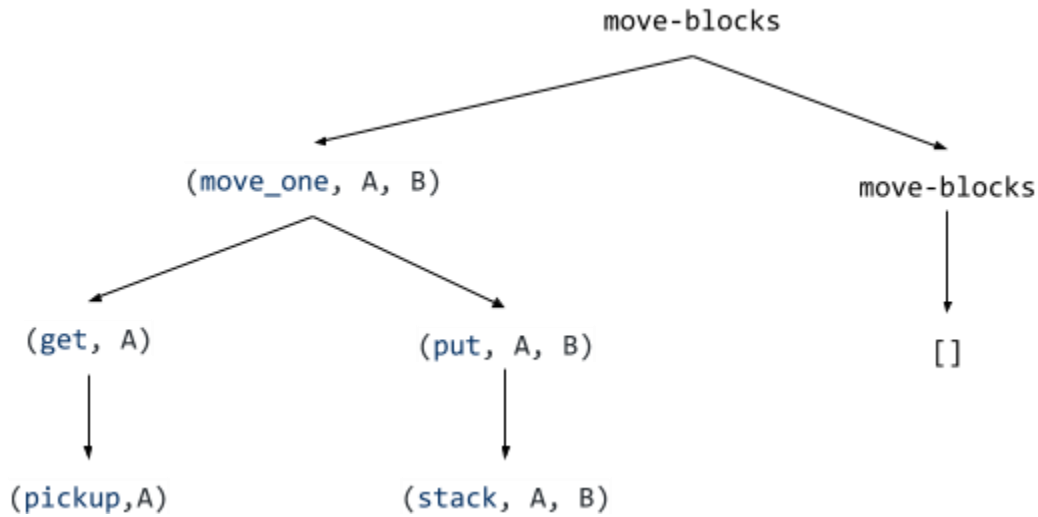 move-blocks
(move_one, A, B)
move-blocks
(get, A)
(put, A, B)
[]
(pickup,A)
(stack, A, B)